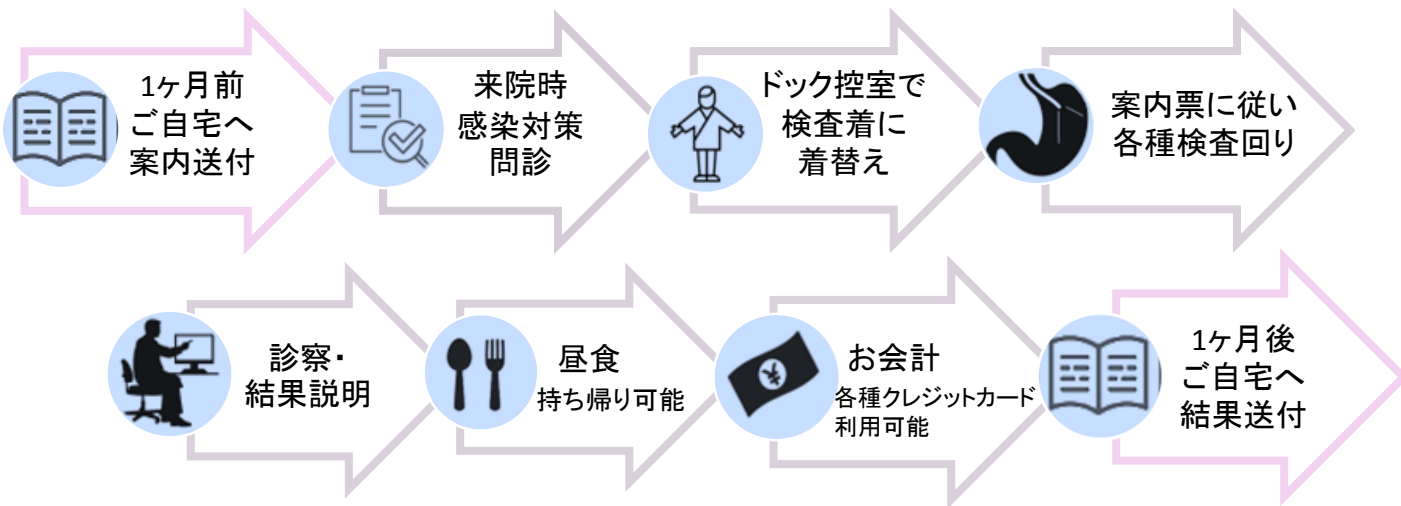 1ヶ月前
ご自宅へ
案内送付
来院時
感染対策
問診
ドック控室で
検査着に
着替え
案内票に従い
各種検査回り
診察・
結果説明
昼食
持ち帰り可能
お会計
各種クレジットカード
利用可能
1ヶ月後
ご自宅へ
結果送付